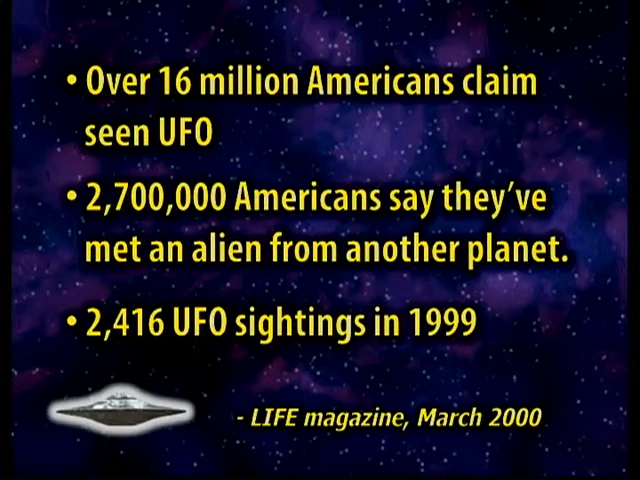 • Over 16 million Americans claim
seen UFO
• 2,700,000 Americans say they've
met an alien from another planet.
• 2,416 UFO sightings in 1999
- LIFE magazine, March 2000